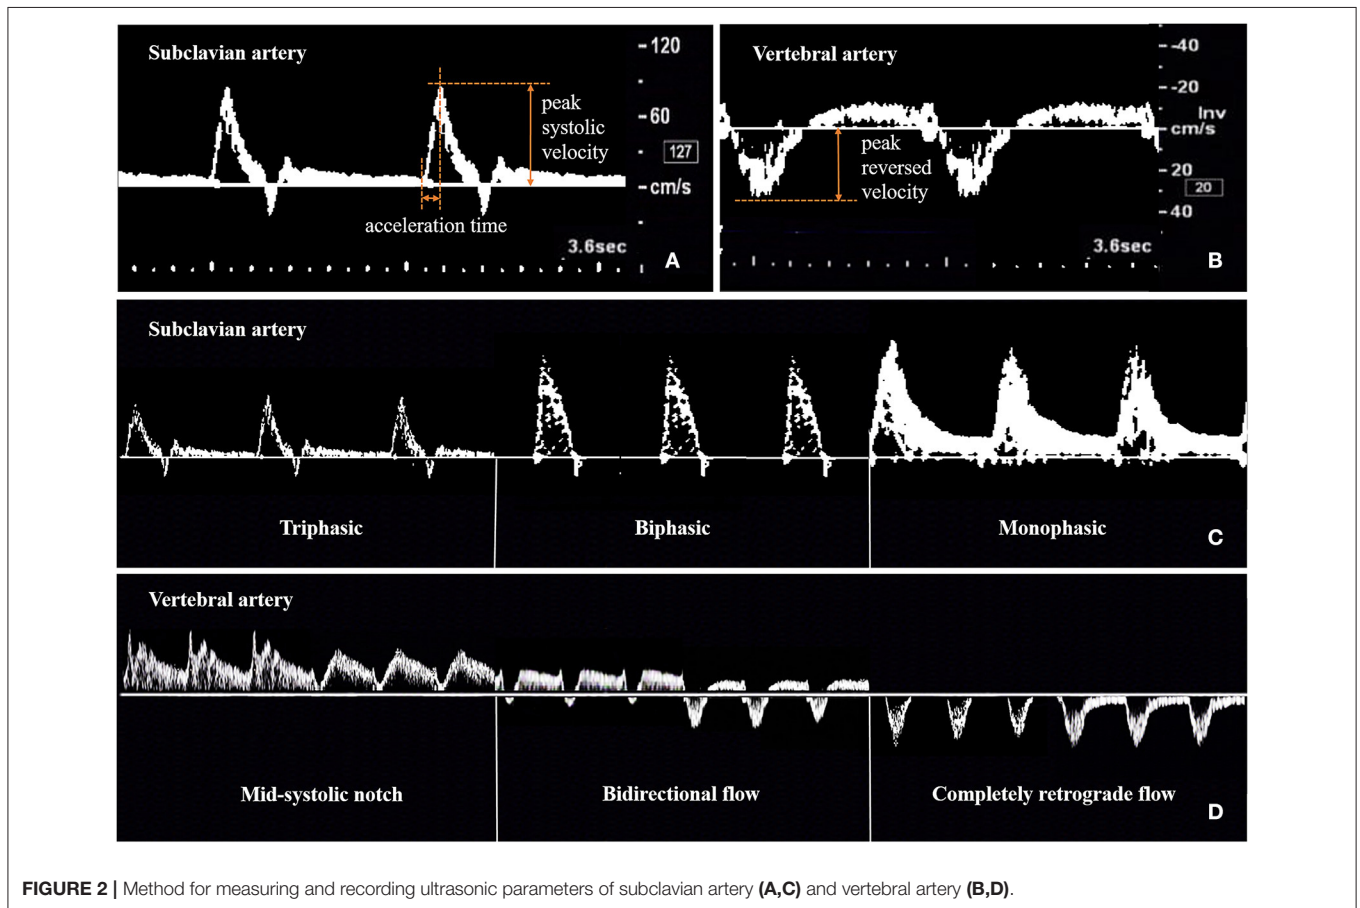 Subclavian artery
120
60
127
cm/s
peak
systolic
velocity
acceleration time
3.6sec
A
Vertebral artery
-40
-20
Inv
cm/s
20
20
40
peak
reversed
velocity
3.6sec
B
Subclavian artery
Triphasic
Biphasic
Monophasic
C
Vertebral artery
Mid-systolic notch
Bidirectional flow
Completely retrograde flow
D
FIGURE 2 | Method for measuring and recording ultrasonic parameters of subclavian artery (A,C) and vertebral artery (B,D).